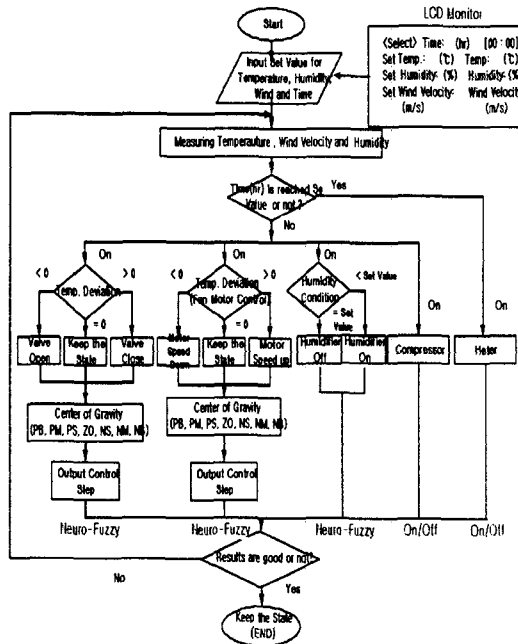 LCD Monitor
Start
<Select> Time: (hr) [00:00]
Set Temp.: (℃) Temp: (℃)
Set Humidity: (%) Humidity: (%
Set Wind Velocity: Wind Velocit
(m/s) (m/s)
Input Set Value for
Temperature, Humidity,
Wind and Time
Measuring Temperauture, Wind Velocity and Humidity
Time(hr) is reached Se
Value or not?
Yes
No
On
On
On
On
On
< 0
Temp. Deviation
> 0
= 0
< 0
Temp. Deviation
(Fan Motor Control)
> 0
= 0
Humidity
Condition
< Set Value
= Set
Value
Valve
Open
Keep the
State
Valve
Close
Motor
Speed Down
Keep the
State
Motor
Speed up
Humidifier
Off
Humidifier
On
Compressor
Heter
Center of Gravity
(PB, PM, PS, ZO, NS, NM, NB)
Center of Gravity
(PB, PM, PS, ZO, NS, NM, NB)
Output Control
Step
Output Control
Step
Neuro-Fuzzy
Neuro-Fuzzy
Neuro-Fuzzy
On/Off
On/Off
Results are good or not?
No
Yes
Keep the State
(END)